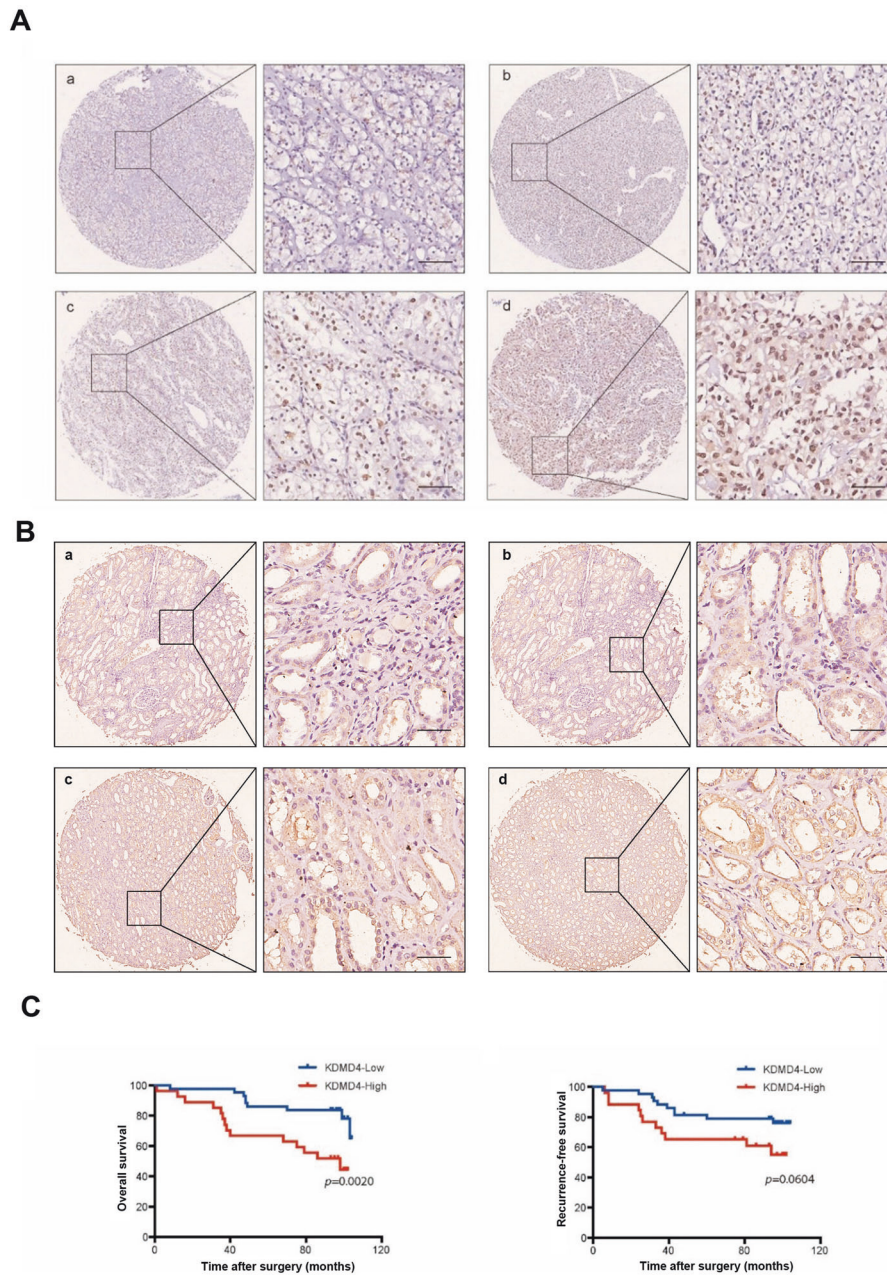 A
a
b
c
d
B
a
b
c
d
C
KDMD4-Low
KDMD4-High
100
80
60
40
20
0
0
40
80
120
Overall survival
p=0.0020
Time after surgery (months)
KDMD4-Low
KDMD4-High
100
80
60
40
20
0
0
40
80
120
Recurrence-free survival
p=0.0604
Time after surgery (months)